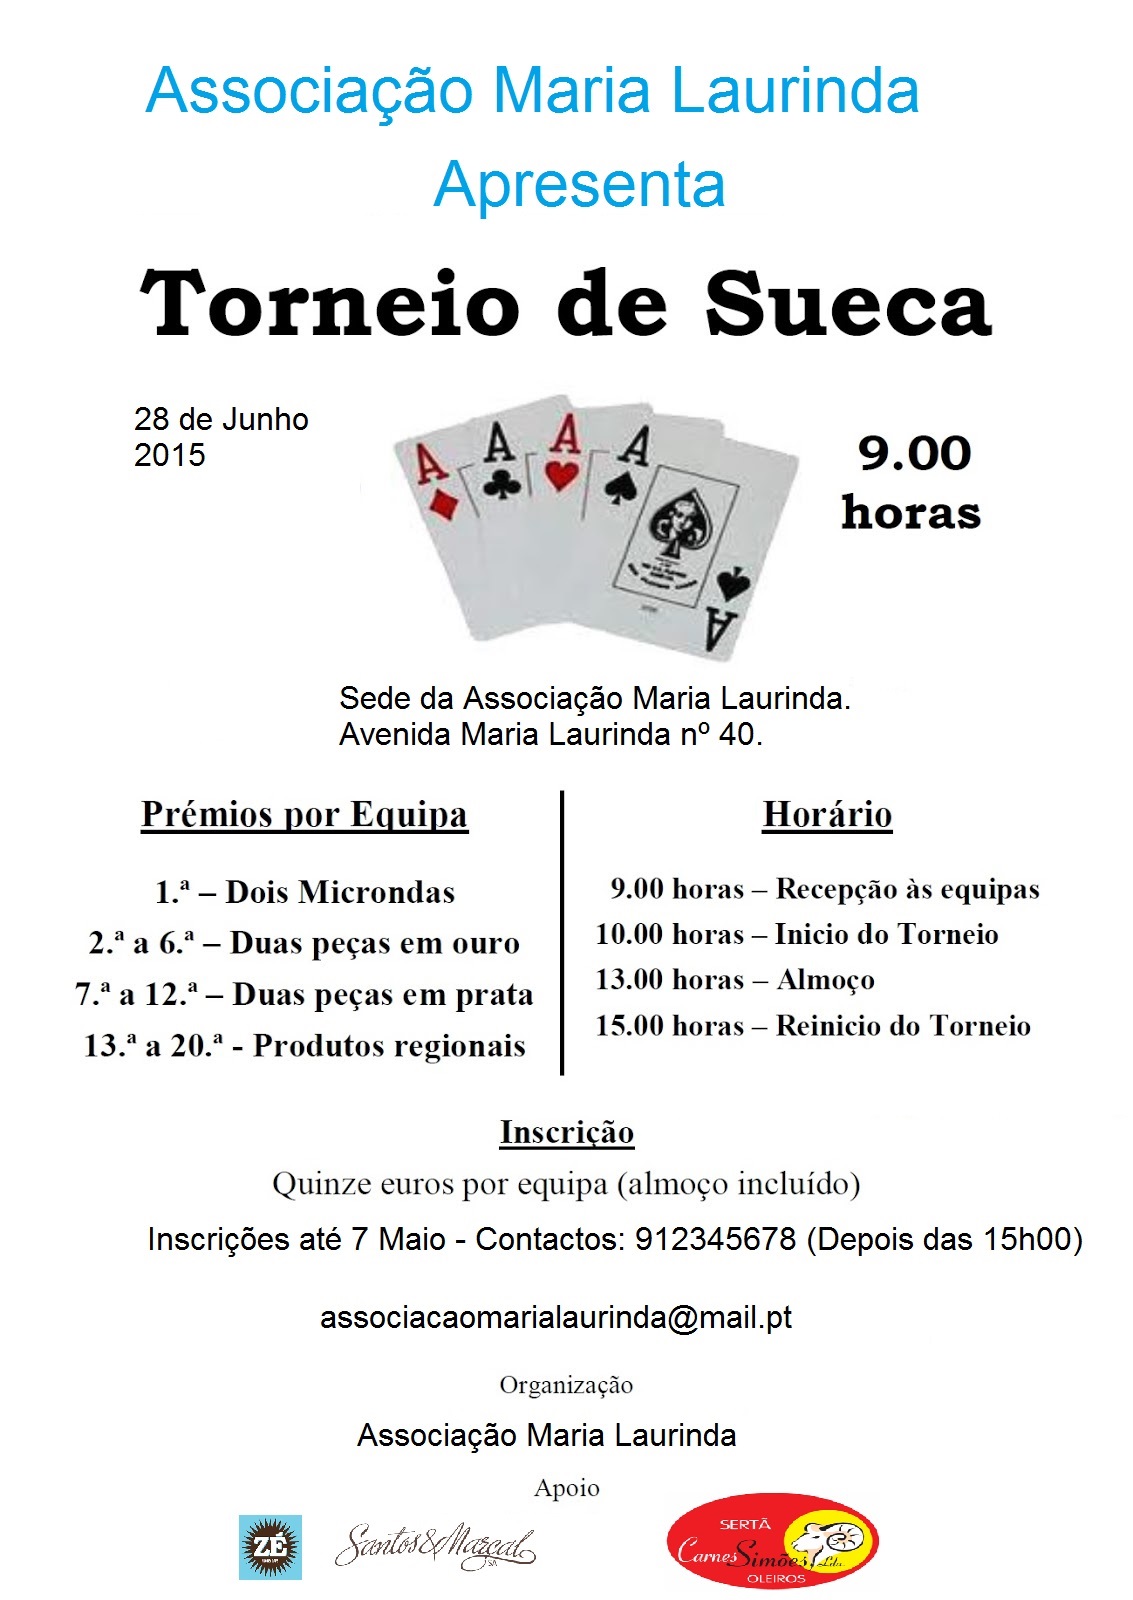 Associação Maria Laurinda
Apresenta
Torneio de Sueca
28 de Junho
2015
9.00
horas
A
A
A
A
A
Sede da Associação Maria Laurinda.
Avenida Maria Laurinda nº 40.
Prémios por Equipa
1.ª – Dois Microndas
2.ª a 6.ª – Duas peças em ouro
7.ª a 12.ª – Duas peças em prata
13.ª a 20.ª - Produtos regionais
Horário
9.00 horas – Recepção às equipas
10.00 horas – Inicio do Torneio
13.00 horas – Almoço
15.00 horas – Reinicio do Torneio
Inscrição
Quinze euros por equipa (almoço incluído)
Inscrições até 7 Maio - Contactos: 912345678 (Depois das 15h00)
associacaomarialaurinda@mail.pt
Organização
Associação Maria Laurinda
Apoio
ZÉ
Santos & Marçal SA
SERTÃ
Carnes Simões Lda.
OLEIROS